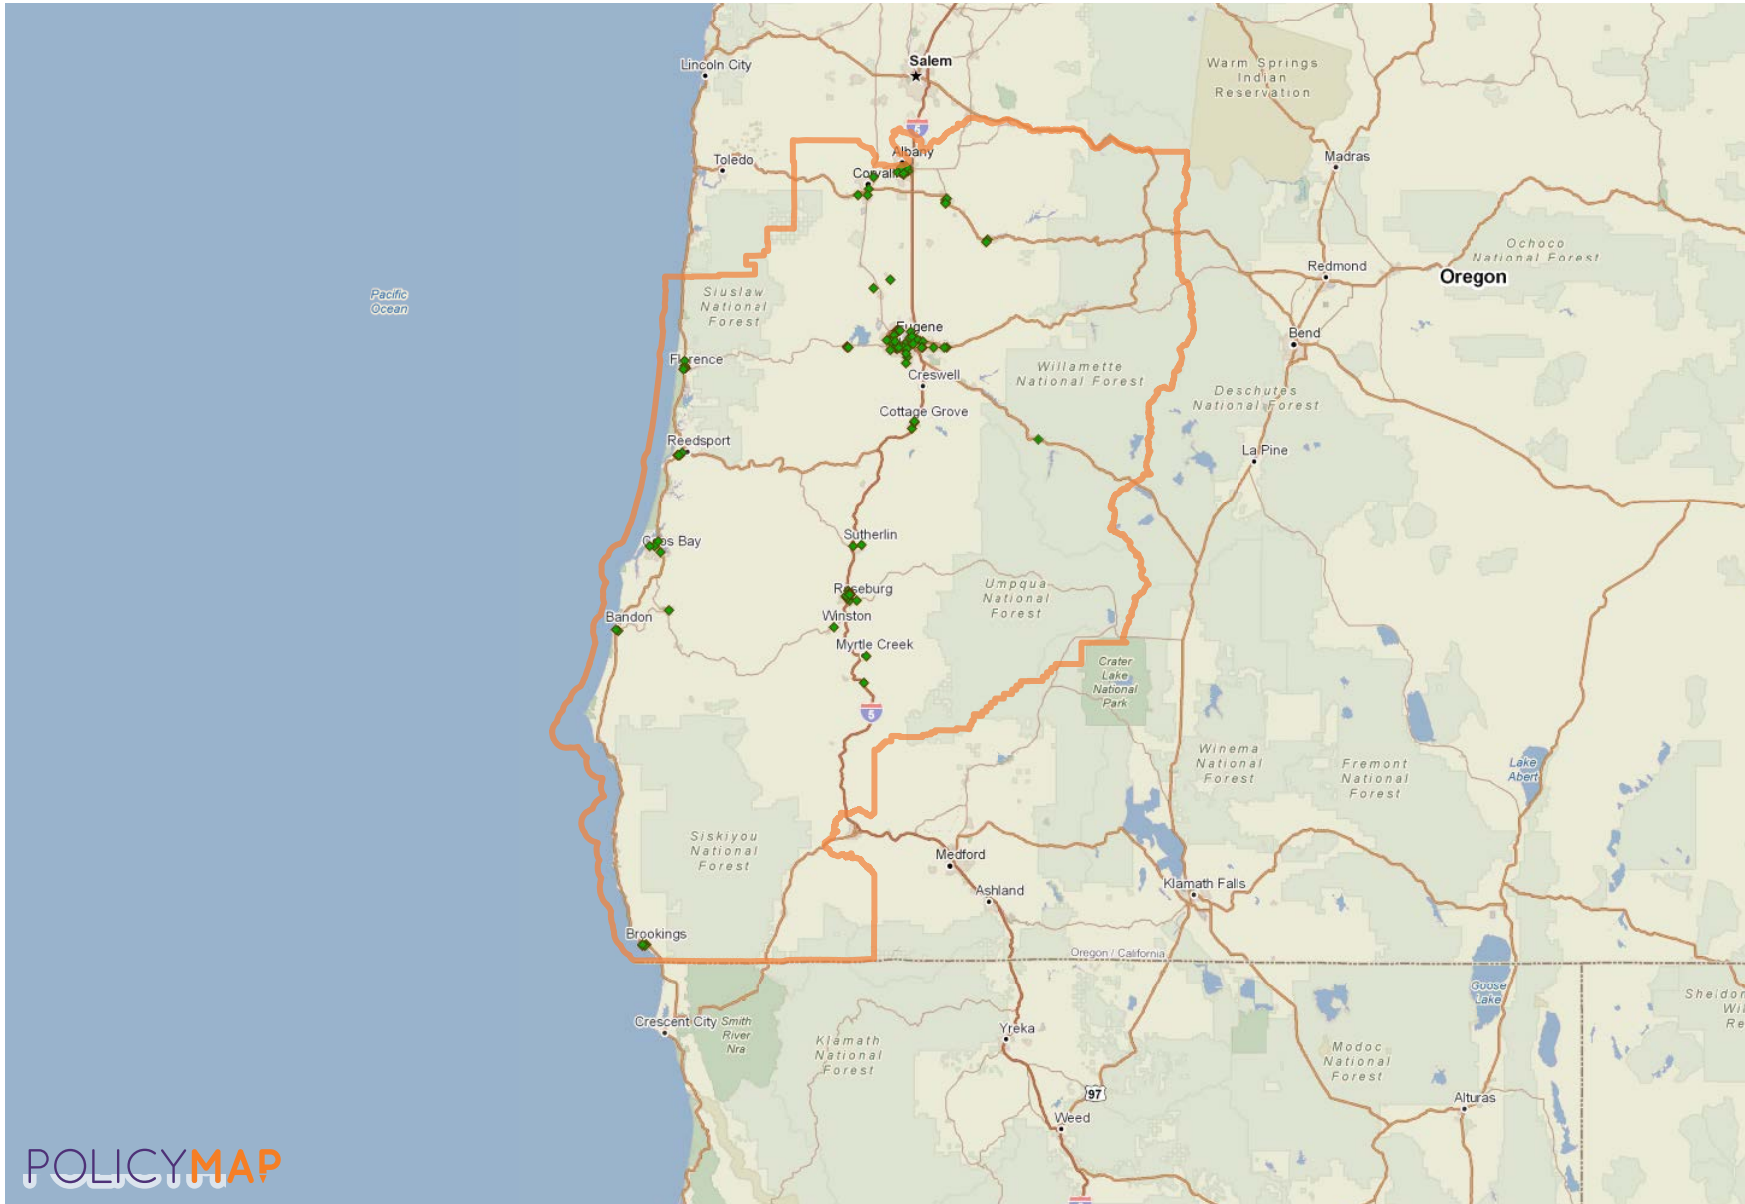 Salem
Lincoln City
Warm Springs
Indian
Reservation
5
Albany
Toledo
Madras
Ochoco
National Forest
Redmond
Oregon
Pacific
Ocean
Siuslaw
National
Forest
Eugene
Bend
Florence
Creswell
Willamette
National Forest
Deschutes
National Forest
Cottage Grove
Reedsport
La Pine
Sutherlin
Coos Bay
Roseburg
Umpqua
National
Forest
Bandon
Winston
Myrtle Creek
Crater
Lake
National
Park
5
Winema
National
Forest
Fremont
National
Forest
Lake
Abert
Siskiyou
National
Forest
Medford
Ashland
Klamath Falls
Brookings
Oregon / California
Goose
Lake
Crescent City
Smith
River
Nra
Yreka
Klamath
National
Forest
Modoc
National
Forest
97
Alturas
Weed
POLICYMAP